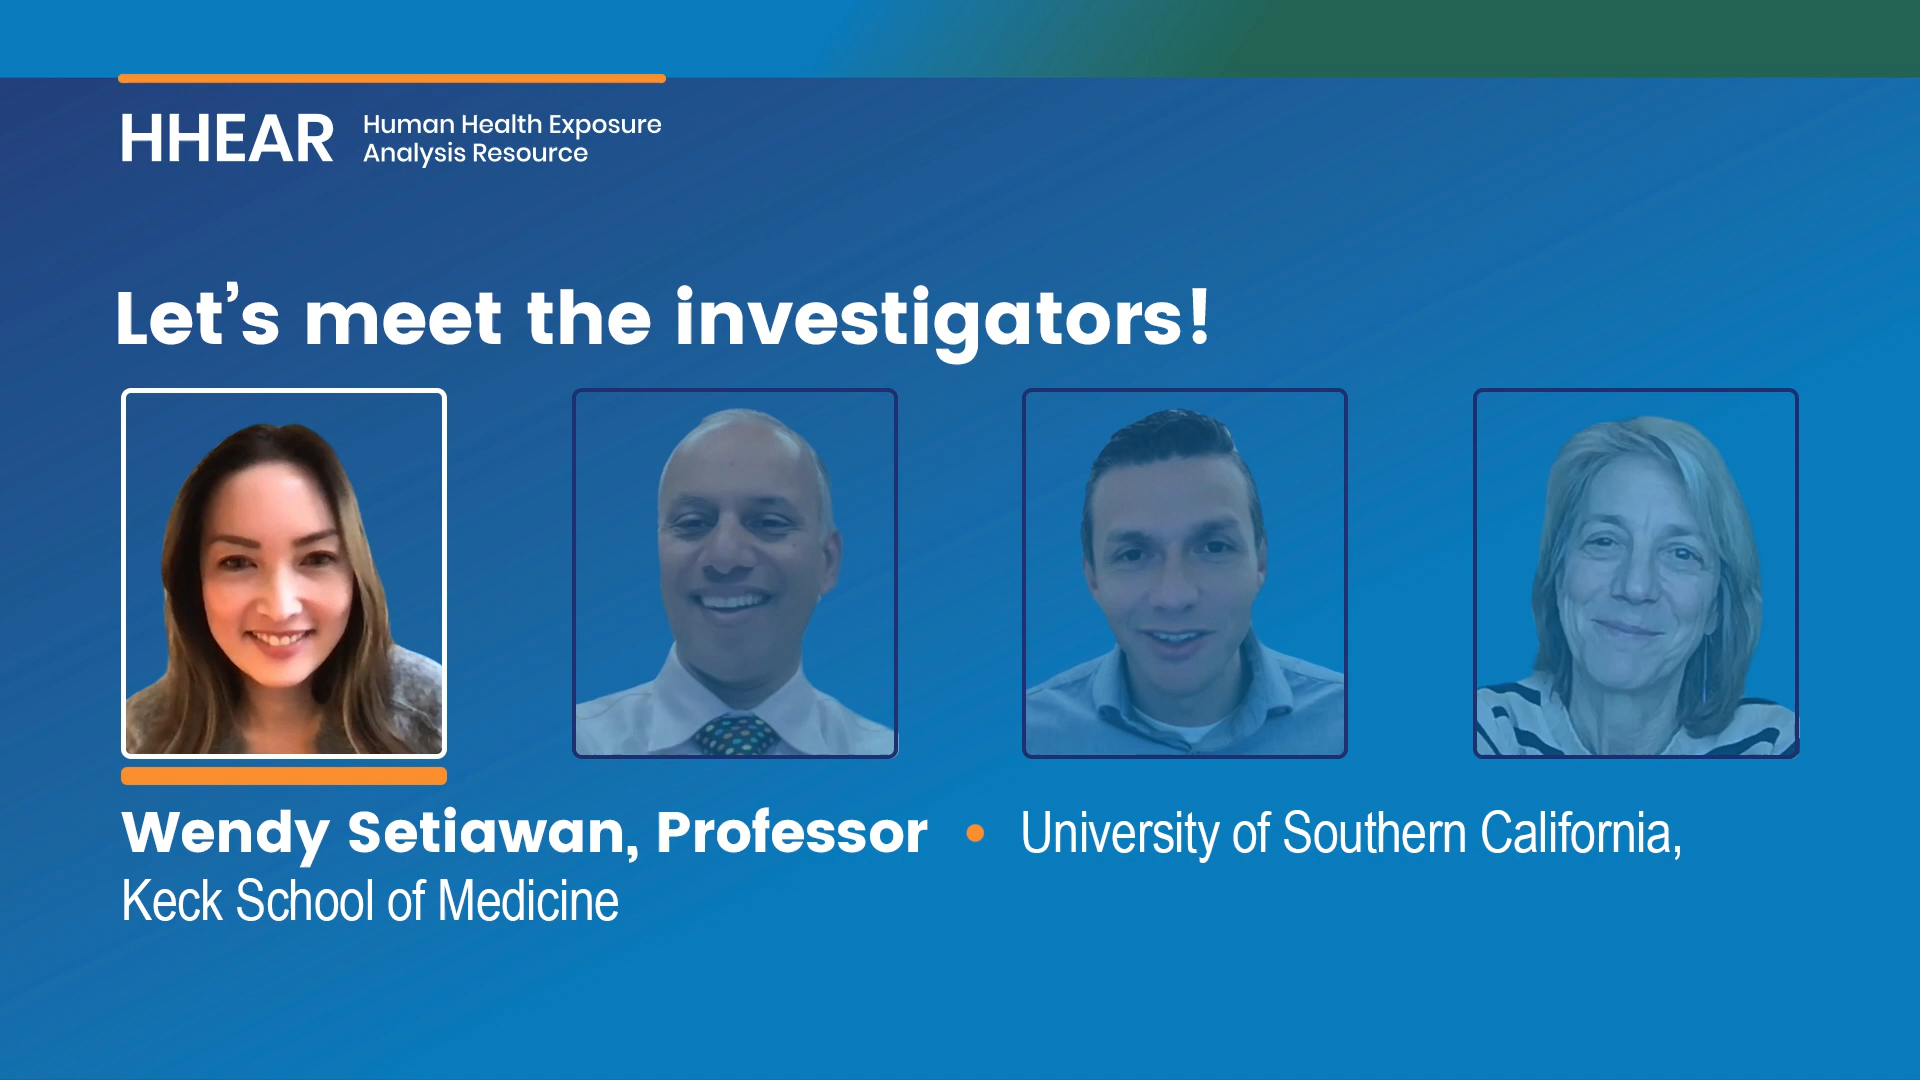 HHEAR
Human Health Exposure
Analysis Resource
Let’s meet the investigators!
Wendy Setiawan, Professor • University of Southern California,
Keck School of Medicine